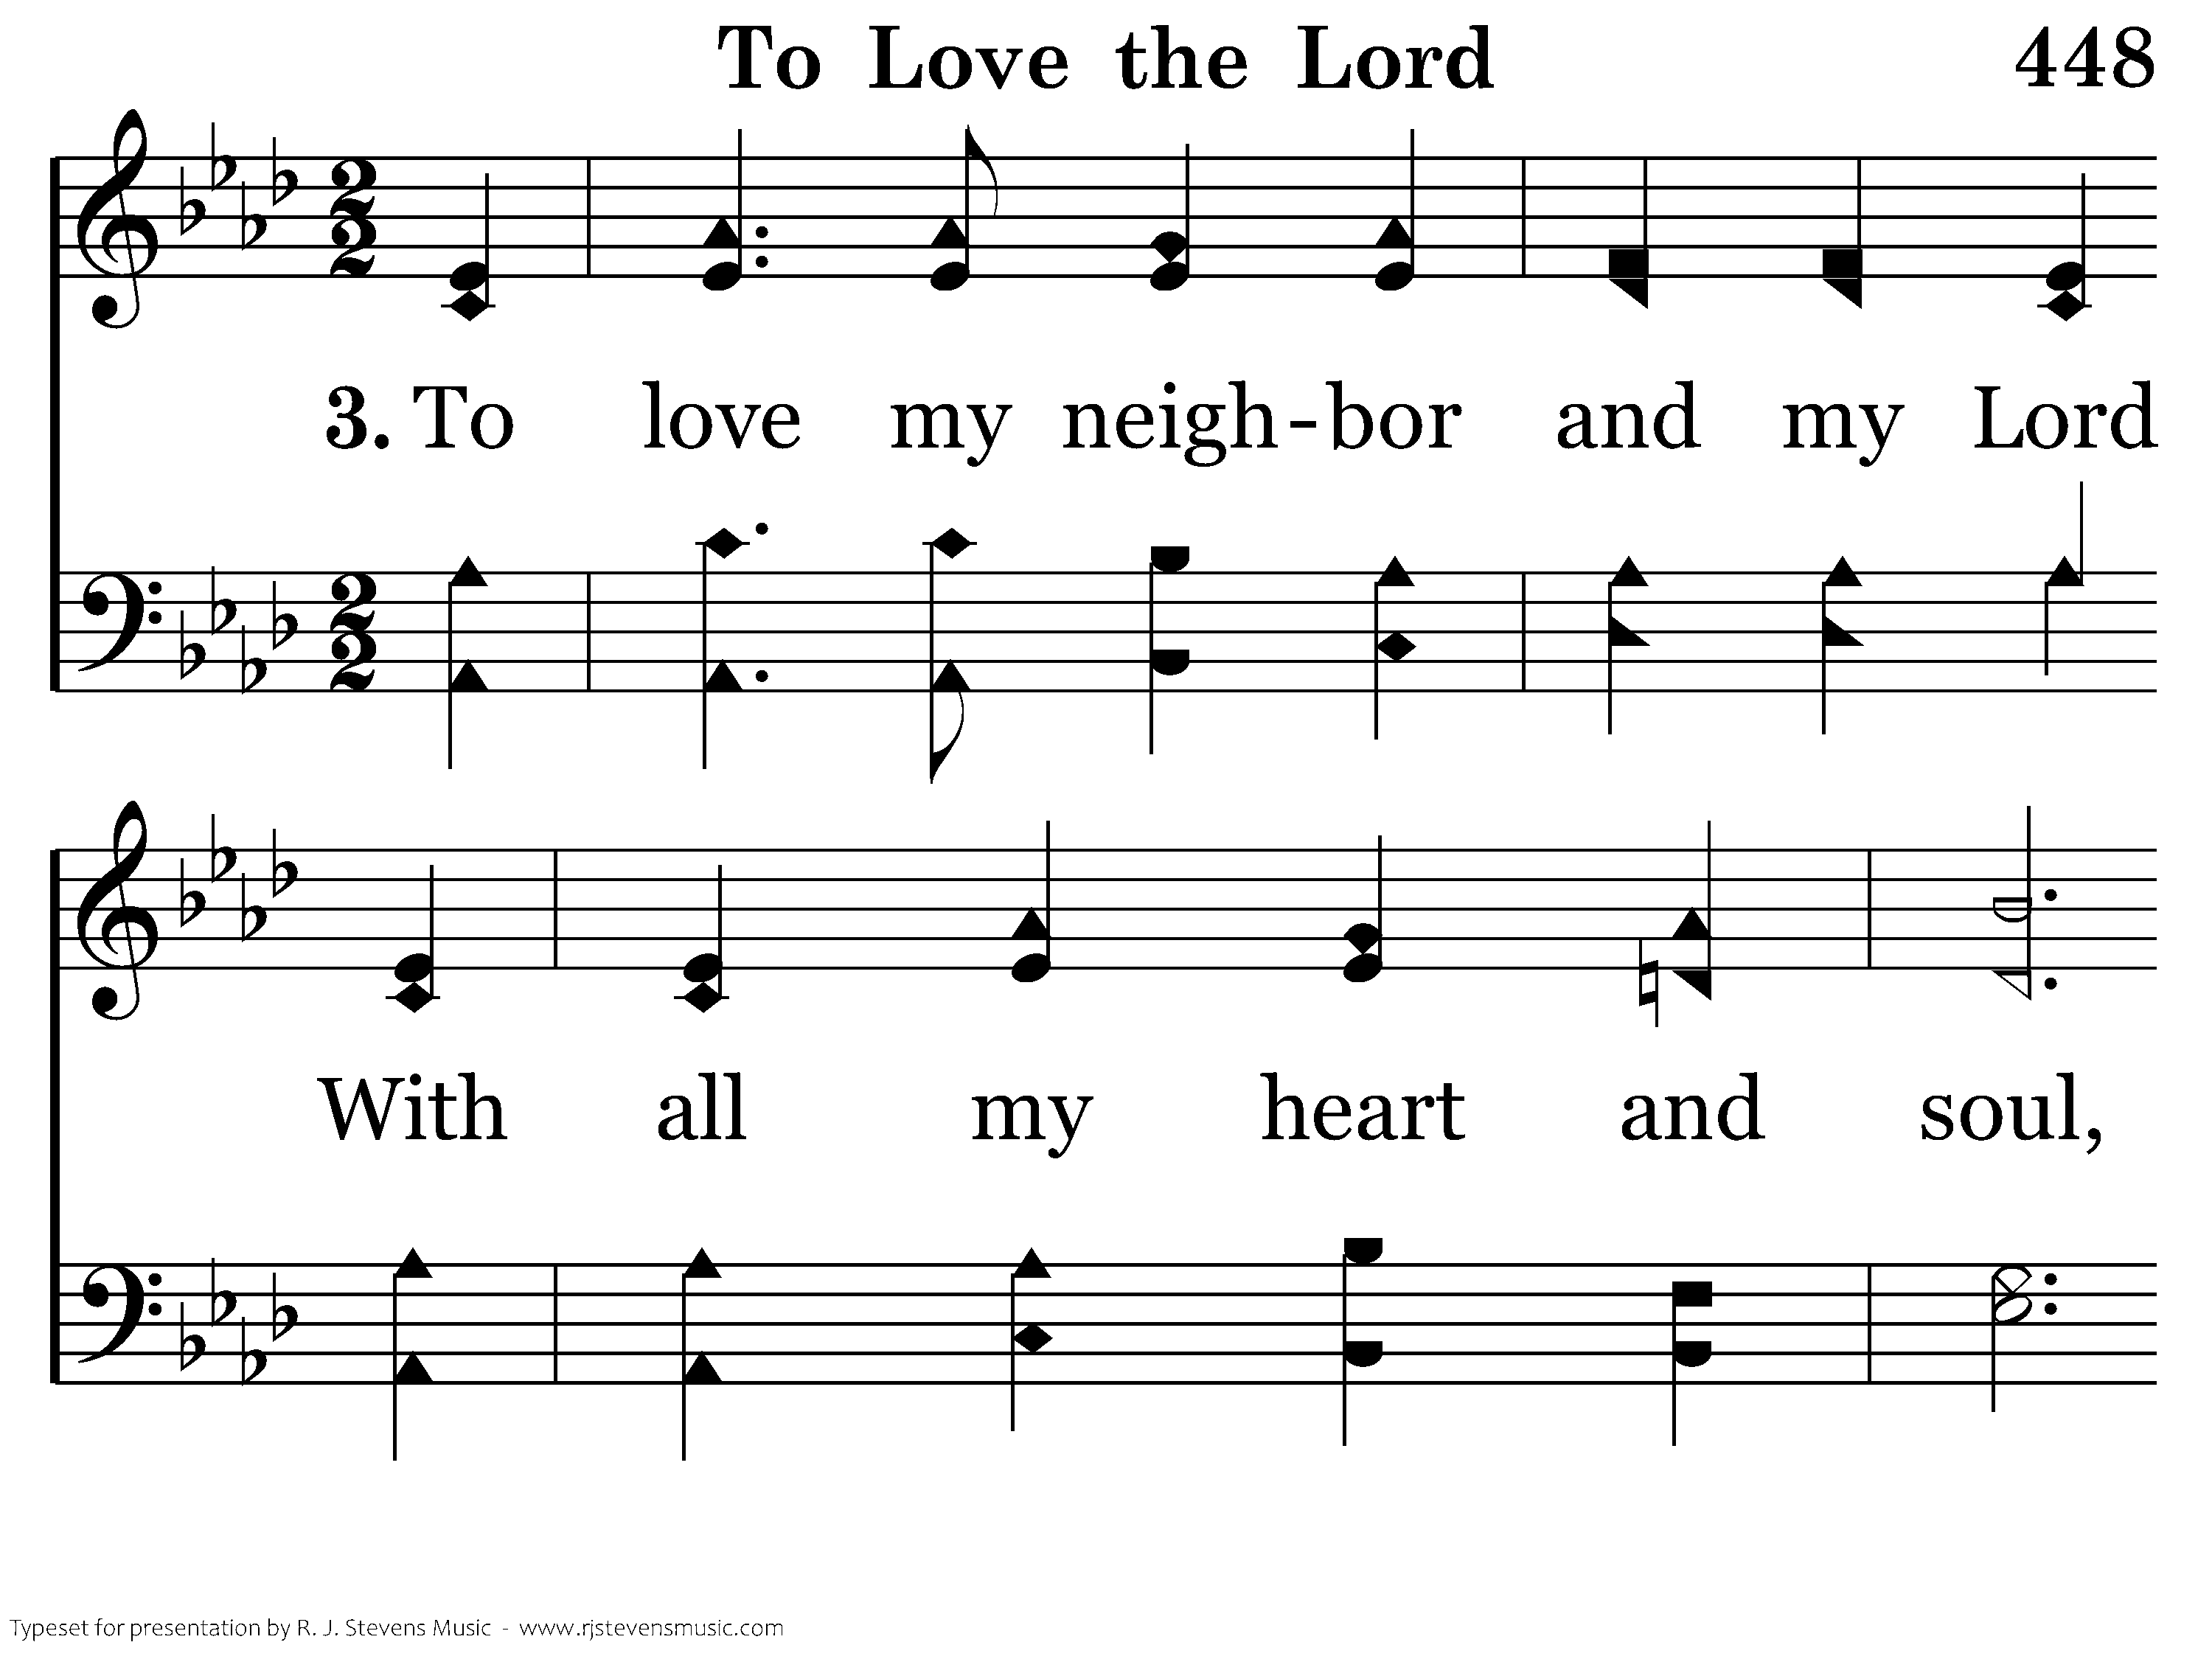 To Love the Lord 448
3. To love my neigh-bor and my Lord
With all my heart and soul,
Typeset for presentation by R. J. Stevens Music - www.rjstevensmusic.com